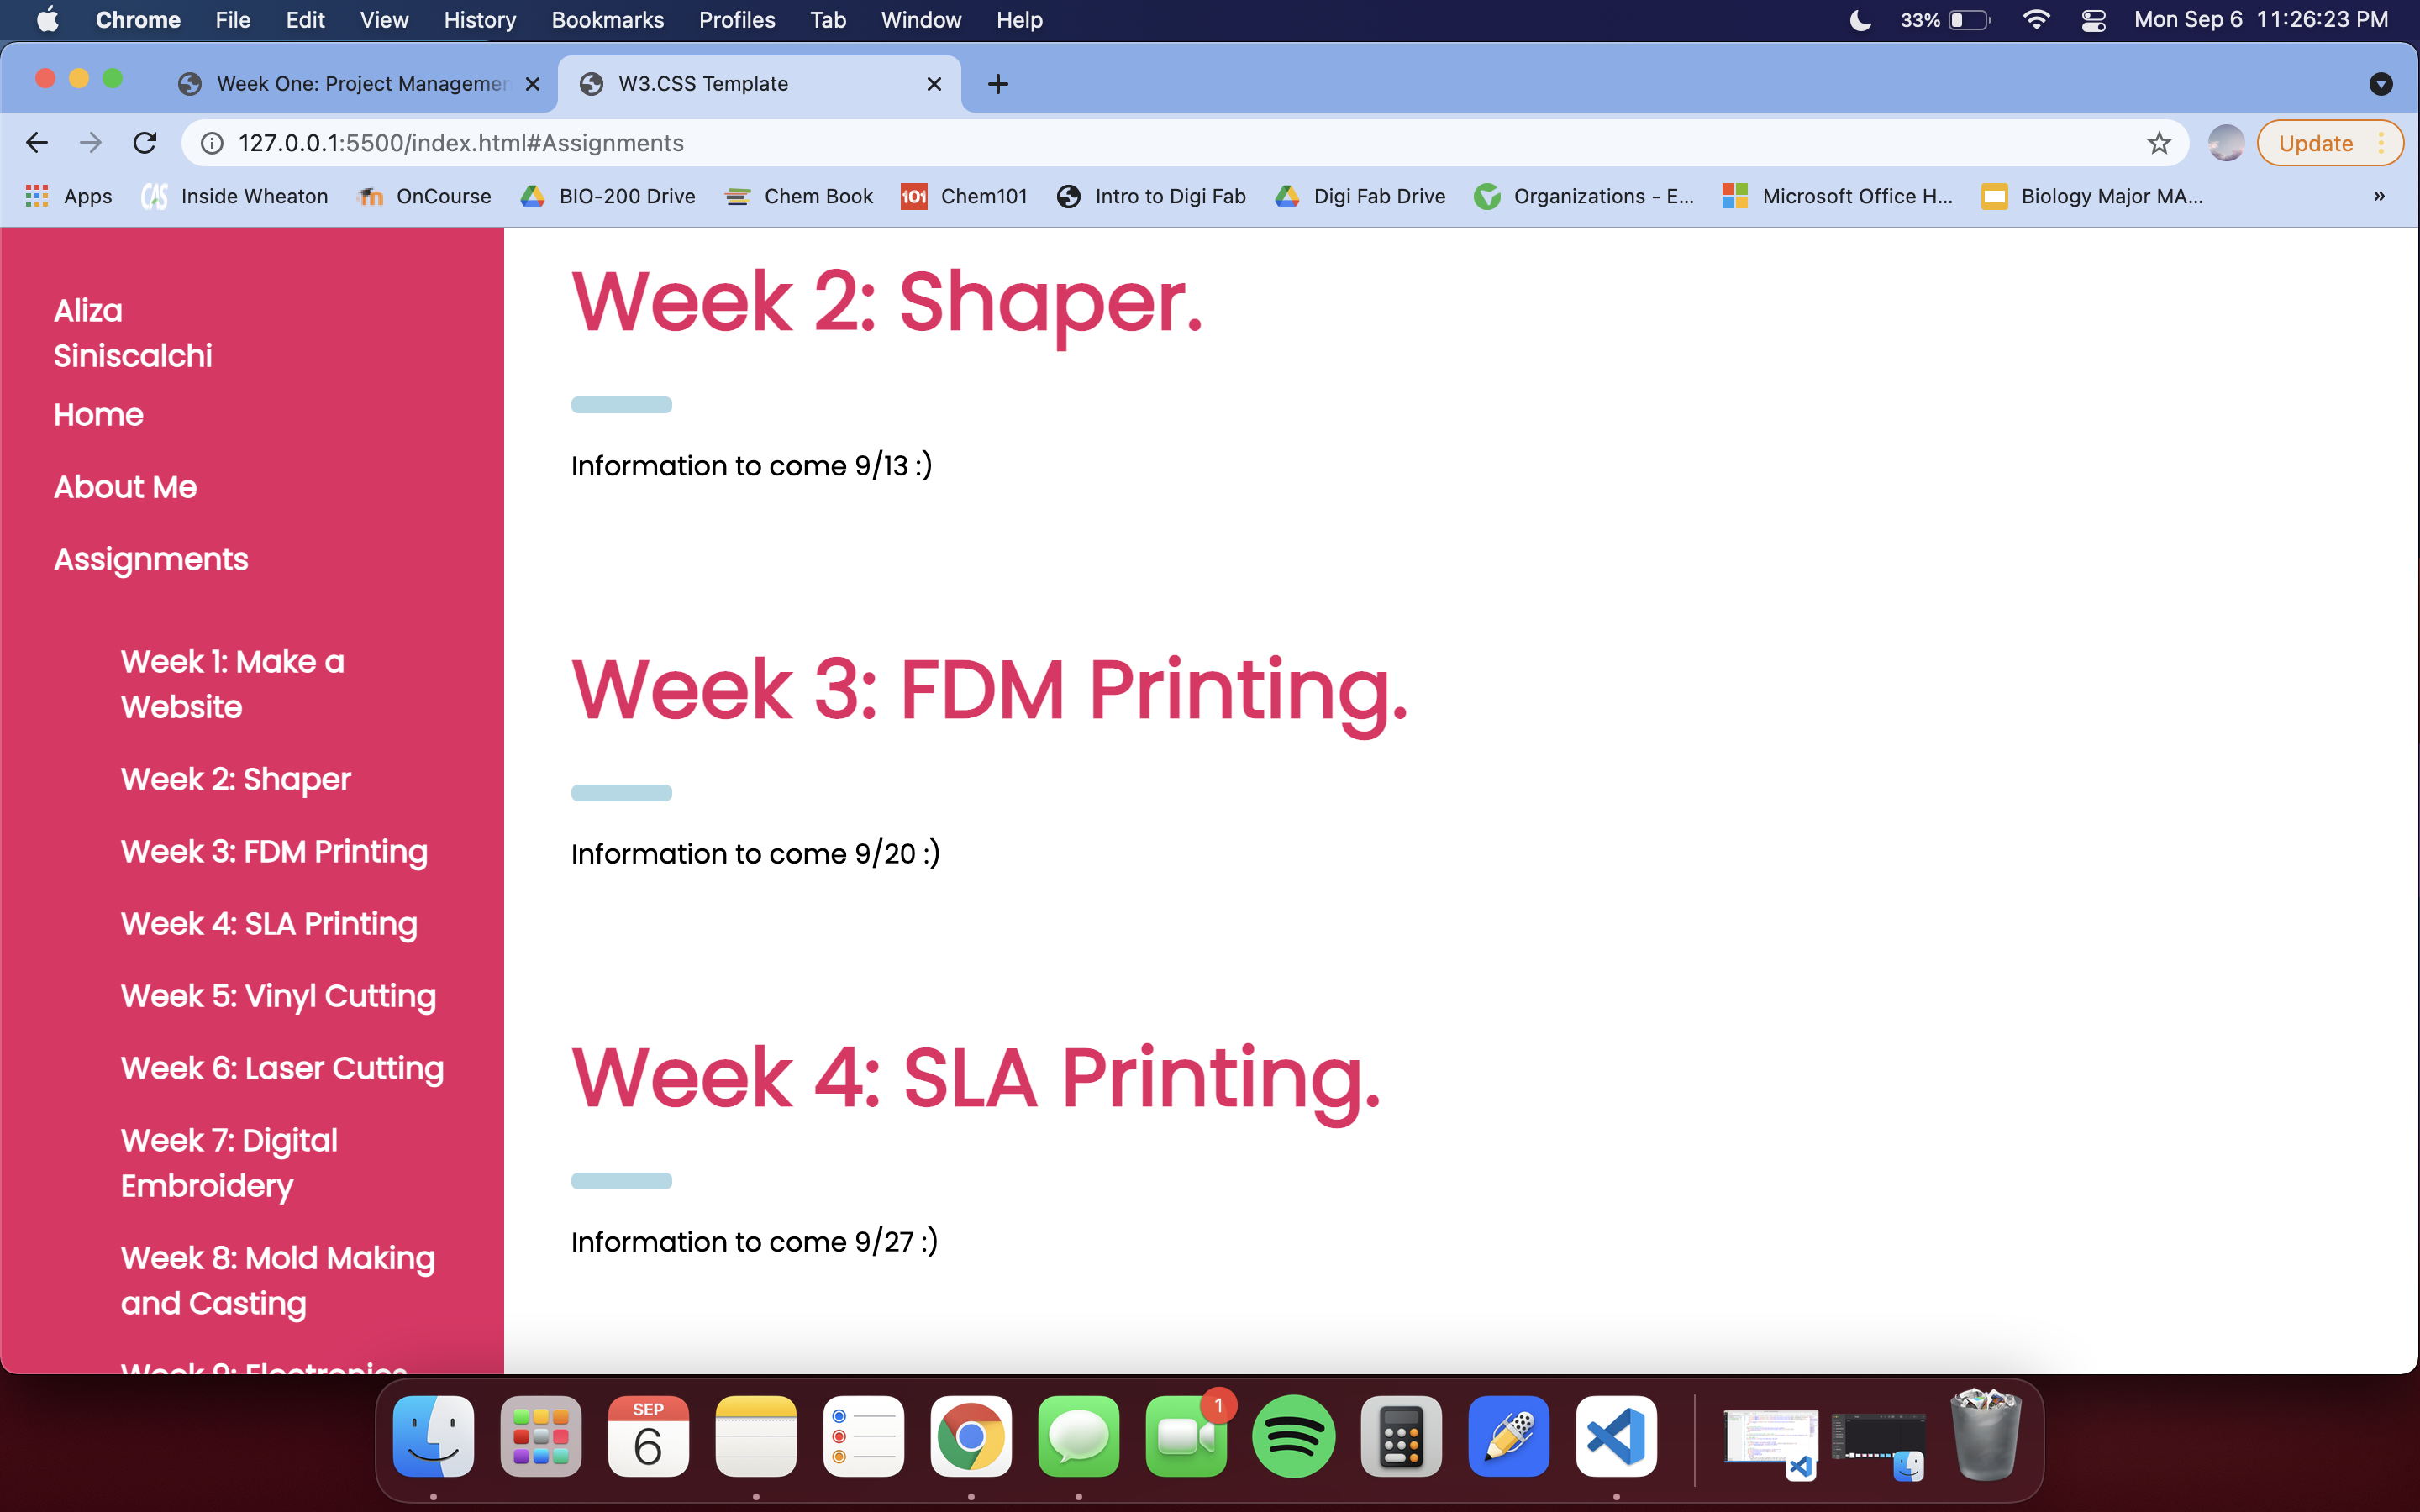 Chrome File Edit View History Bookmarks Profiles Tab Window Help 33% Mon Sep 6 11:26:23 PM
Week One: Project Managemen
W3.CSS Template
127.0.0.1:5500/index.html#Assignments
Update
Apps CAS Inside Wheaton OnCourse BIO-200 Drive Chem Book 101 Chem101 Intro to Digi Fab Digi Fab Drive Organizations - E... Microsoft Office H... Biology Major MA... »
Aliza
Siniscalchi
Home
About Me
Assignments
Week 1: Make a
Website
Week 2: Shaper
Week 3: FDM Printing
Week 4: SLA Printing
Week 5: Vinyl Cutting
Week 6: Laser Cutting
Week 7: Digital
Embroidery
Week 8: Mold Making
and Casting
Week 9: Electronics
Week 2: Shaper.
Information to come 9/13 :)
Week 3: FDM Printing.
Information to come 9/20 :)
Week 4: SLA Printing.
Information to come 9/27 :)
SEP
6
1